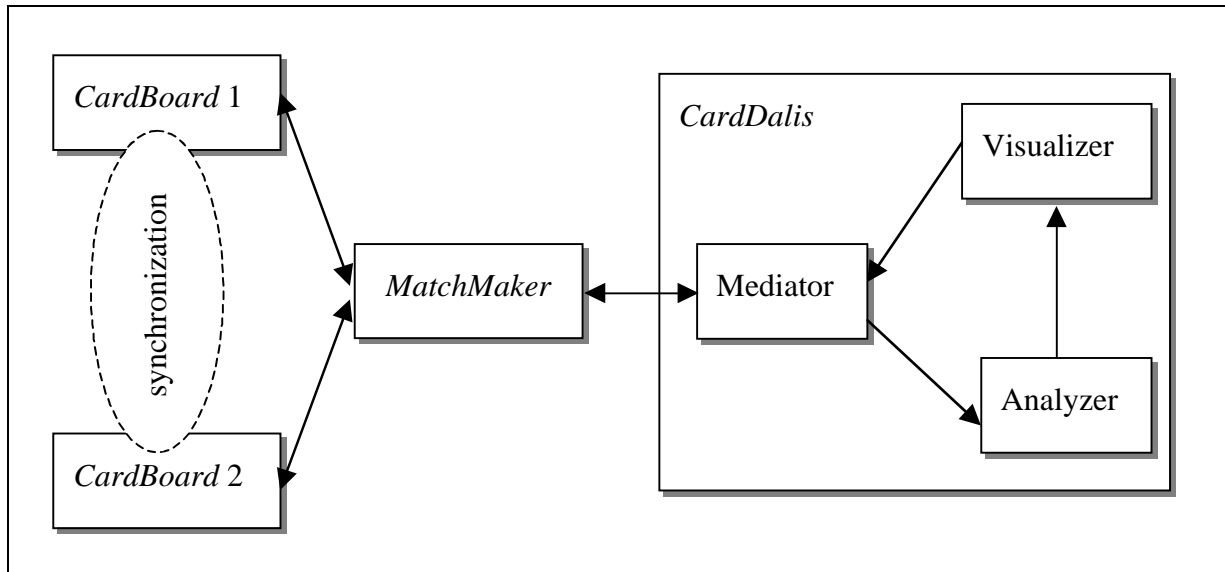 CardBoard 1
synchronization
CardBoard 2
MatchMaker
CardDalis
Visualizer
Mediator
Analyzer